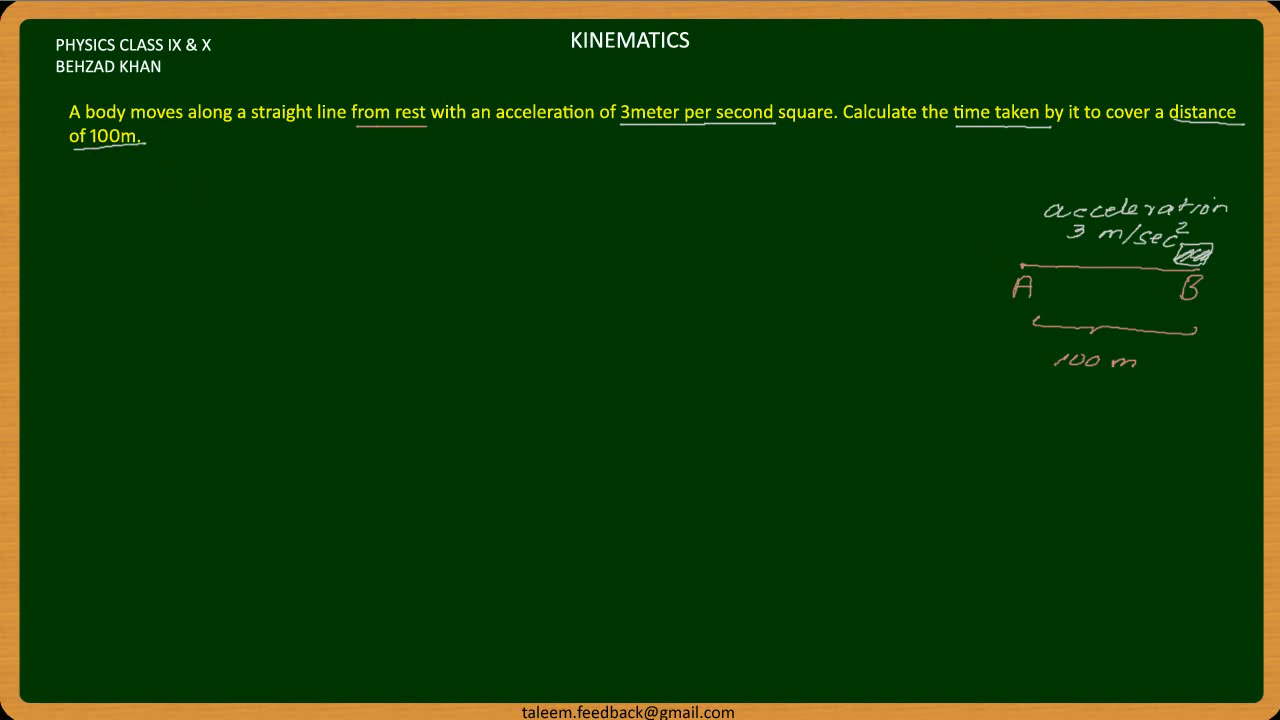 PHYSICS CLASS IX & X
BEHZAD KHAN
KINEMATICS
A body moves along a straight line from rest with an acceleration of 3meter per second square. Calculate the time taken by it to cover a distance
of 100m.
acceleration
3 m/sec²
A B
100 m
taleem.feedback@gmail.com